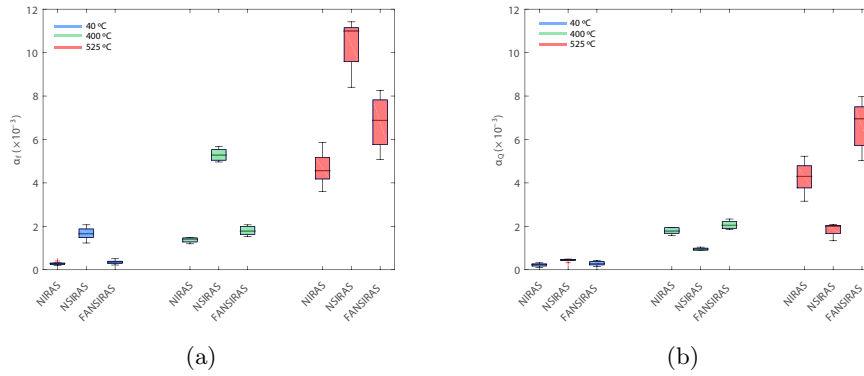 40 ºC
400 ºC
525 ºC
αf (×10⁻³)
12
10
8
6
4
2
0
NIRAS
NSIRAS
FANSIRAS
NIRAS
NSIRAS
FANSIRAS
NIRAS
NSIRAS
FANSIRAS
(a)
40 ºC
400 ºC
525 ºC
αQ (×10⁻³)
12
10
8
6
4
2
0
NIRAS
NSIRAS
FANSIRAS
NIRAS
NSIRAS
FANSIRAS
NIRAS
NSIRAS
FANSIRAS
(b)